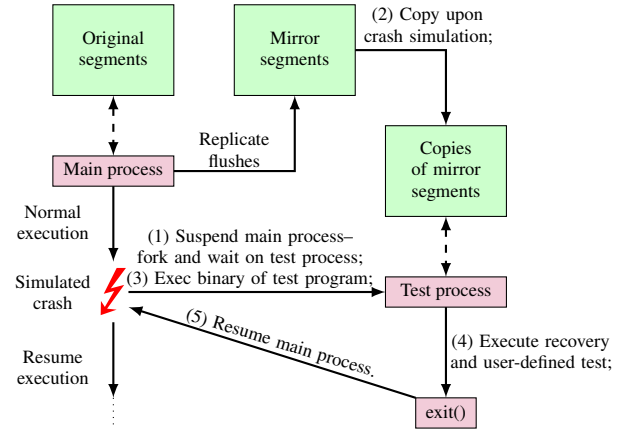 Original
segments
Mirror
segments
(2) Copy upon
crash simulation;
Replicate
flushes
Main process
Copies
of mirror
segments
Normal
execution
(1) Suspend main process–
fork and wait on test process;
(3) Exec binary of test program;
Simulated
crash
Test process
(5) Resume main process.
(4) Execute recovery
and user-defined test;
Resume
execution
exit()